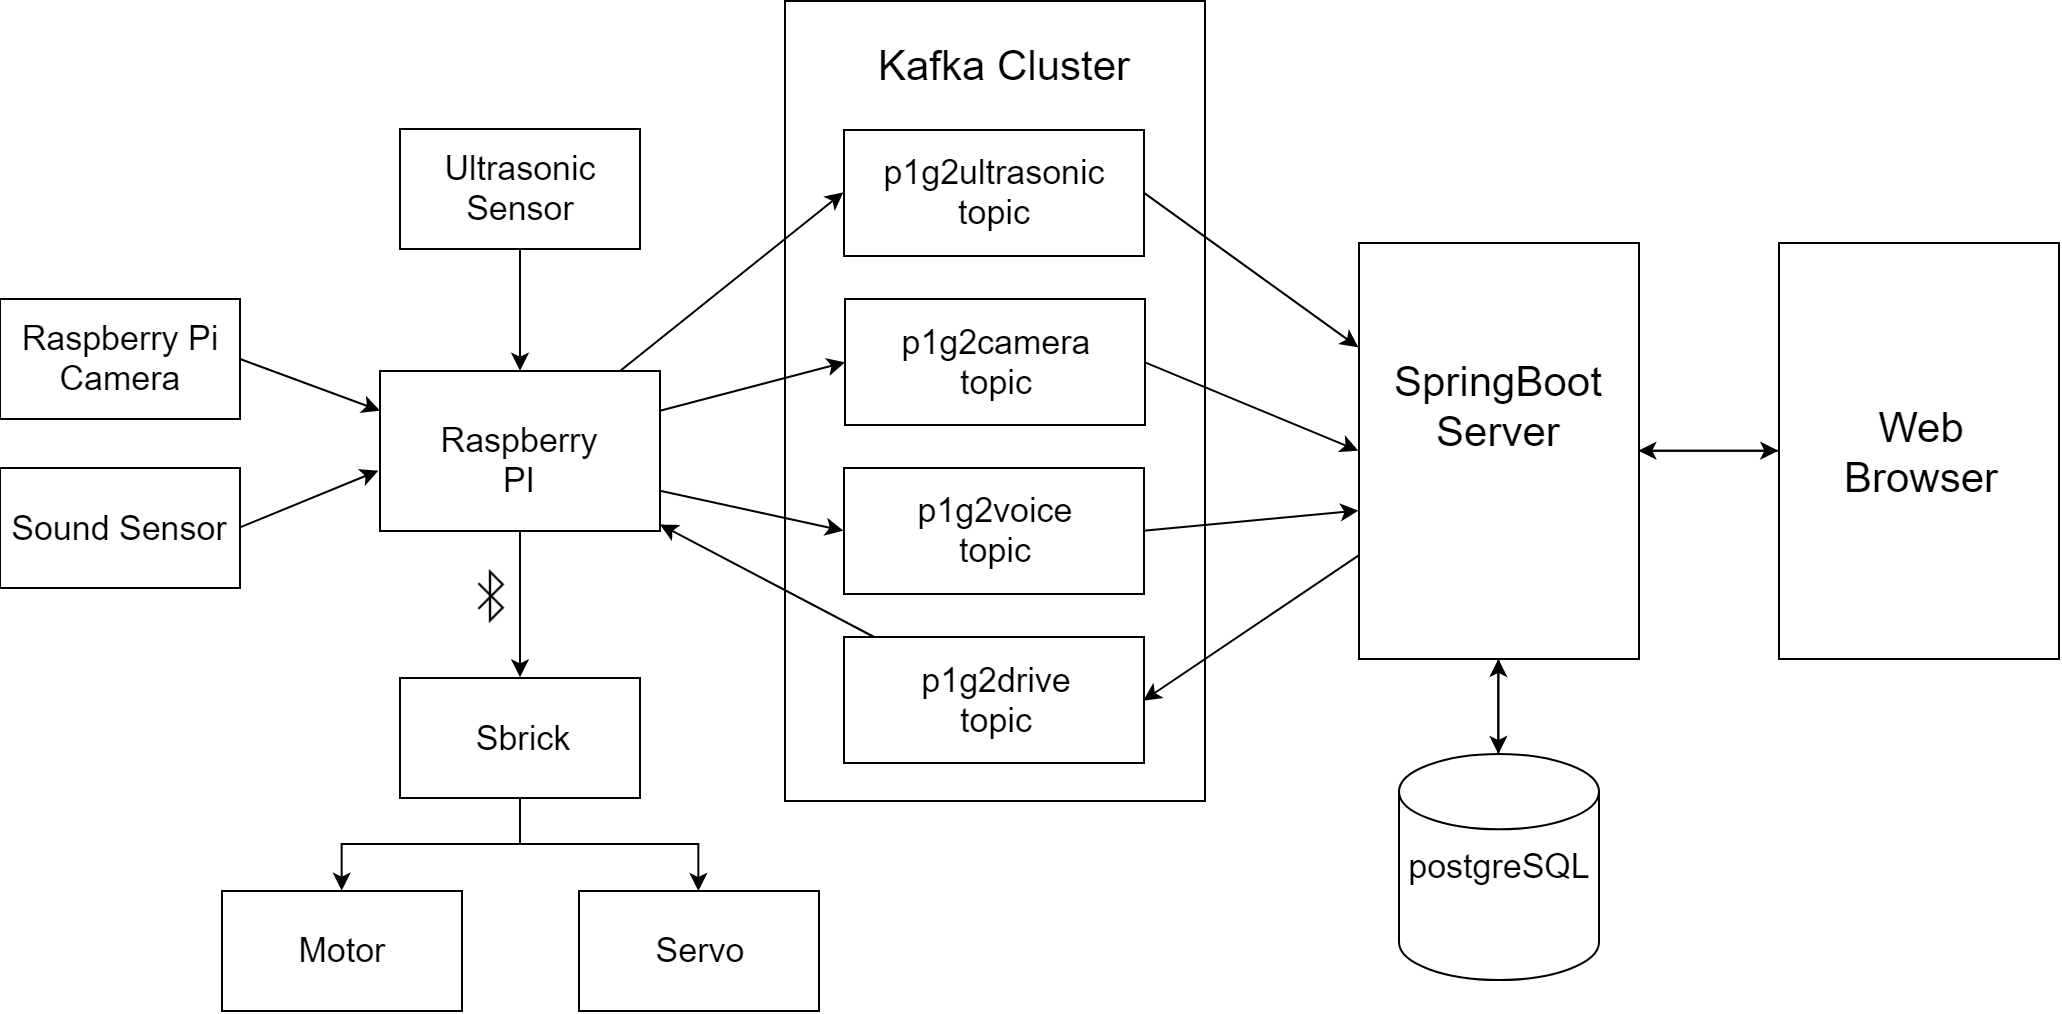 Kafka Cluster
Ultrasonic
Sensor
p1g2ultrasonic
topic
Raspberry Pi
Camera
p1g2camera
topic
SpringBoot
Server
Web
Browser
Raspberry
PI
Sound Sensor
p1g2voice
topic
p1g2drive
topic
Sbrick
postgreSQL
Motor
Servo